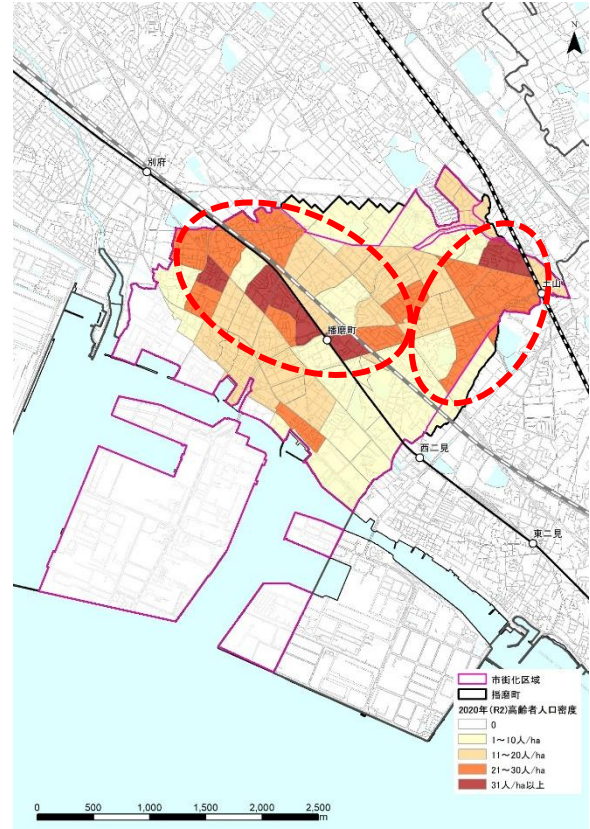 N
別府
土山
播磨町
西二見
東二見
市街化区域
播磨町
2020年(R2)高齢者人口密度
0
1～10人/ha
11～20人/ha
21～30人/ha
31人/ha以上
0 500 1,000 1,500 2,000 2,500
m